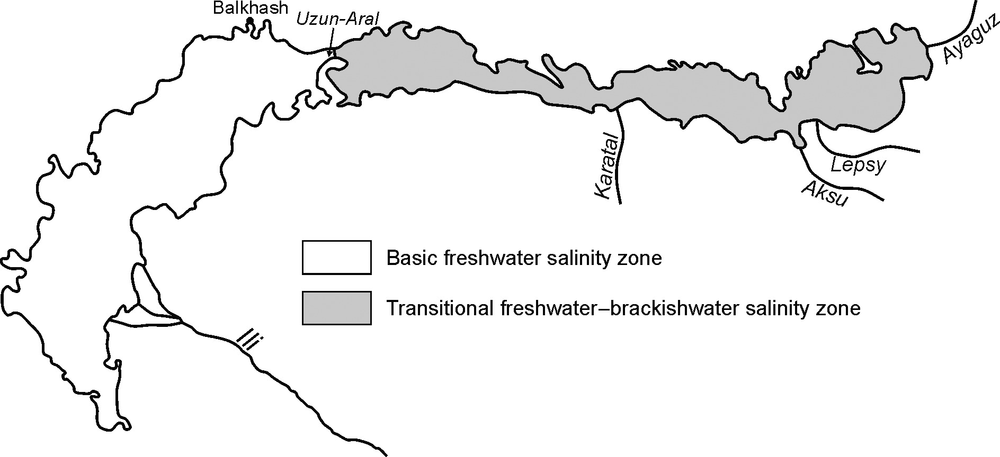 Balkhash
Uzun-Aral
Ayaguz
Karatal
Lepsy
Aksu
Basic freshwater salinity zone
Transitional freshwater–brackishwater salinity zone
Ili